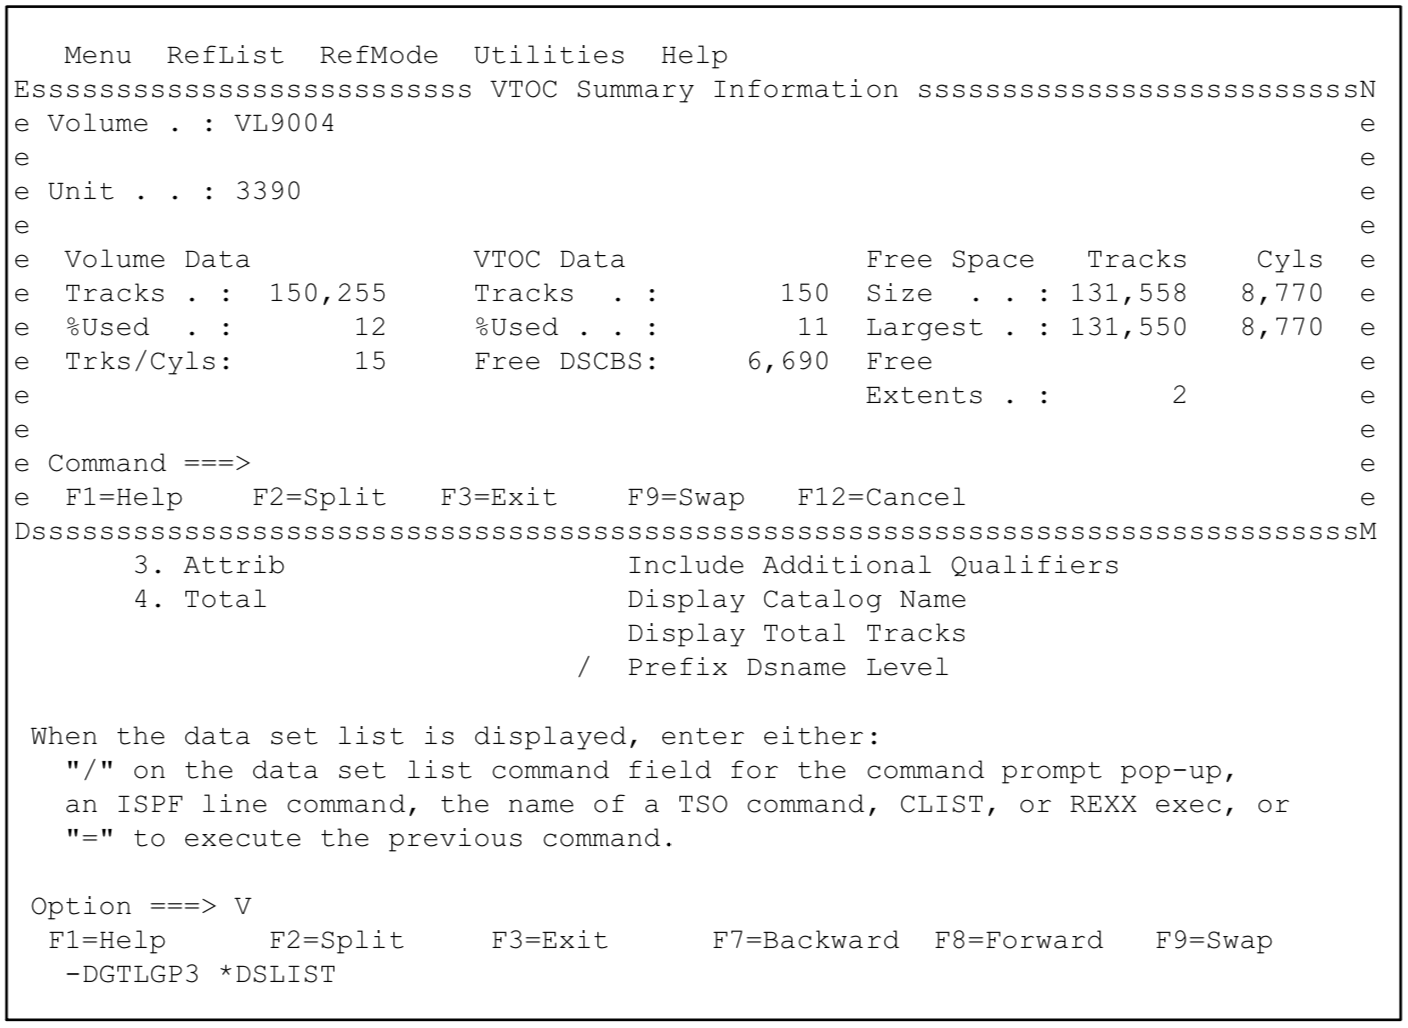 Menu  RefList  RefMode  Utilities  Help
Essssssssssssssssssssssssss VTOC Summary Information ssssssssssssssssssssssssssN
e Volume . : VL9004                                                            e
e                                                                              e
e Unit . . : 3390                                                              e
e                                                                              e
e  Volume Data             VTOC Data              Free Space   Tracks    Cyls  e
e  Tracks . :  150,255     Tracks  . :       150  Size  . . : 131,558   8,770  e
e  %Used  . :       12     %Used . . :        11  Largest . : 131,550   8,770  e
e  Trks/Cyls:       15     Free DSCBS:     6,690  Free                         e
e                                                 Extents . :       2          e
e                                                                              e
e Command ===>                                                                 e
e  F1=Help    F2=Split   F3=Exit    F9=Swap   F12=Cancel                       e
DssssssssssssssssssssssssssssssssssssssssssssssssssssssssssssssssssssssssssssssM
3. Attrib                    Include Additional Qualifiers
4. Total                     Display Catalog Name
Display Total Tracks
/  Prefix Dsname Level
When the data set list is displayed, enter either:
"/" on the data set list command field for the command prompt pop-up,
an ISPF line command, the name of a TSO command, CLIST, or REXX exec, or
"=" to execute the previous command.
Option ===> V
F1=Help      F2=Split     F3=Exit      F7=Backward  F8=Forward   F9=Swap
-DGTLGP3 *DSLIST